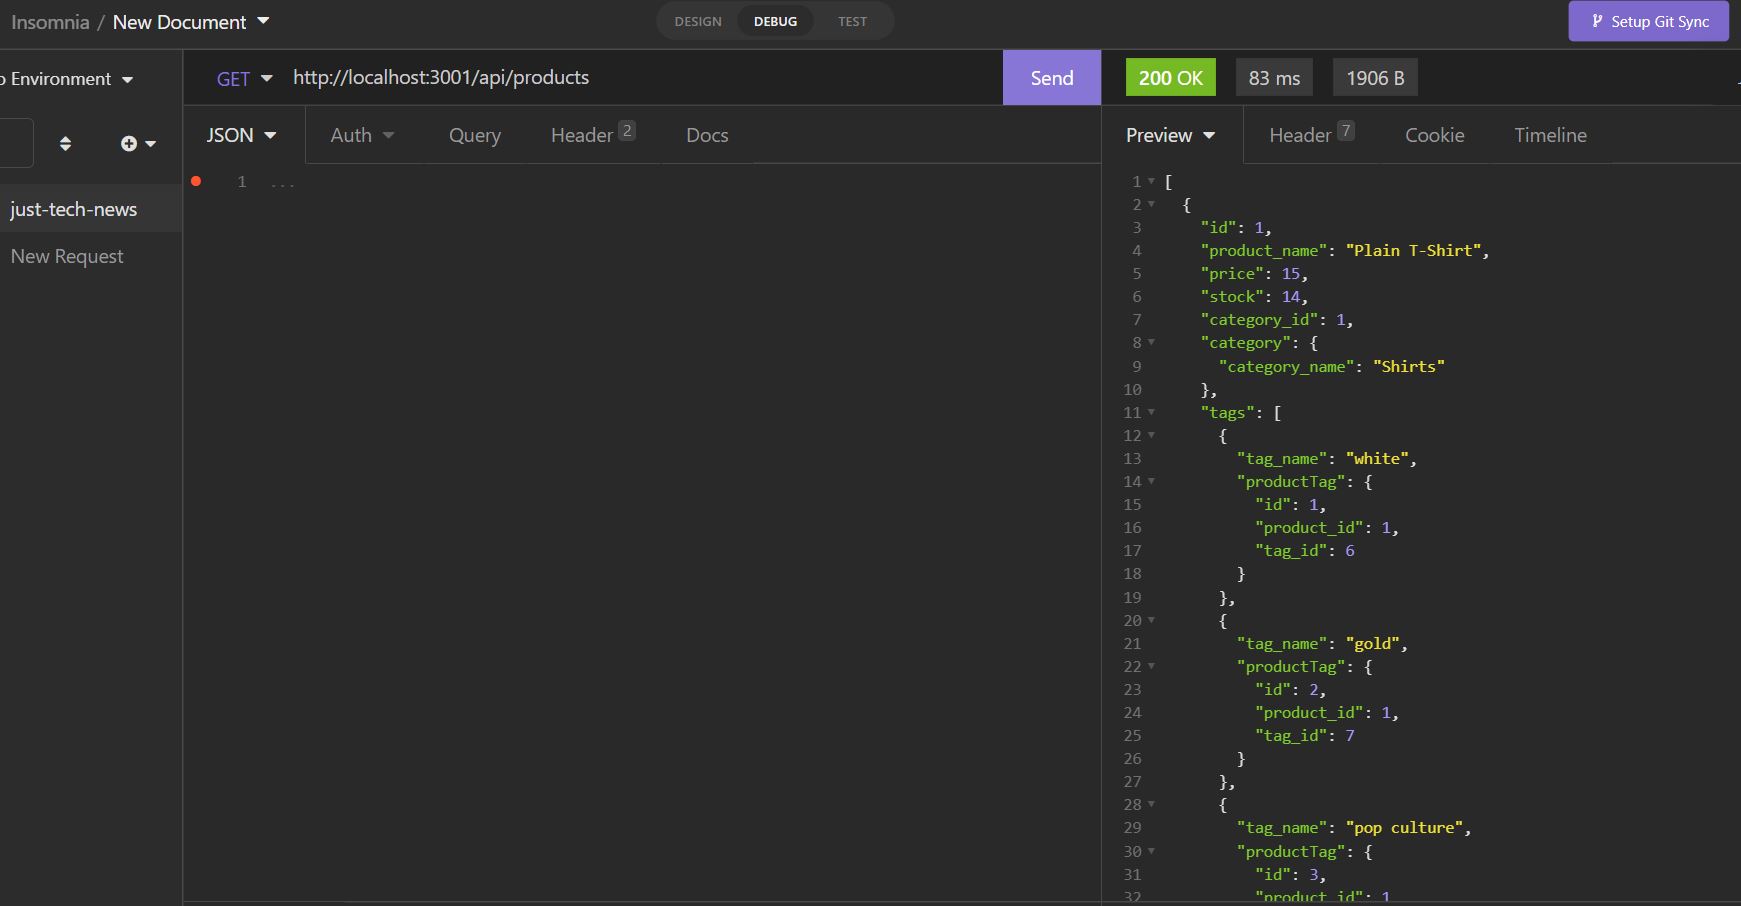 Insomnia / New Document
DESIGN DEBUG TEST
Setup Git Sync
Environment
GET http://localhost:3001/api/products Send
200 OK 83 ms 1906 B
JSON Auth Query Header 2 Docs
Preview Header 7 Cookie Timeline
just-tech-news
New Request
1 ...
1 [
2 {
3 "id": 1,
4 "product_name": "Plain T-Shirt",
5 "price": 15,
6 "stock": 14,
7 "category_id": 1,
8 "category": {
9 "category_name": "Shirts"
10 },
11 "tags": [
12 {
13 "tag_name": "white",
14 "productTag": {
15 "id": 1,
16 "product_id": 1,
17 "tag_id": 6
18 }
19 },
20 {
21 "tag_name": "gold",
22 "productTag": {
23 "id": 2,
24 "product_id": 1,
25 "tag_id": 7
26 }
27 },
28 {
29 "tag_name": "pop culture",
30 "productTag": {
31 "id": 3,
32 "product_id": 1